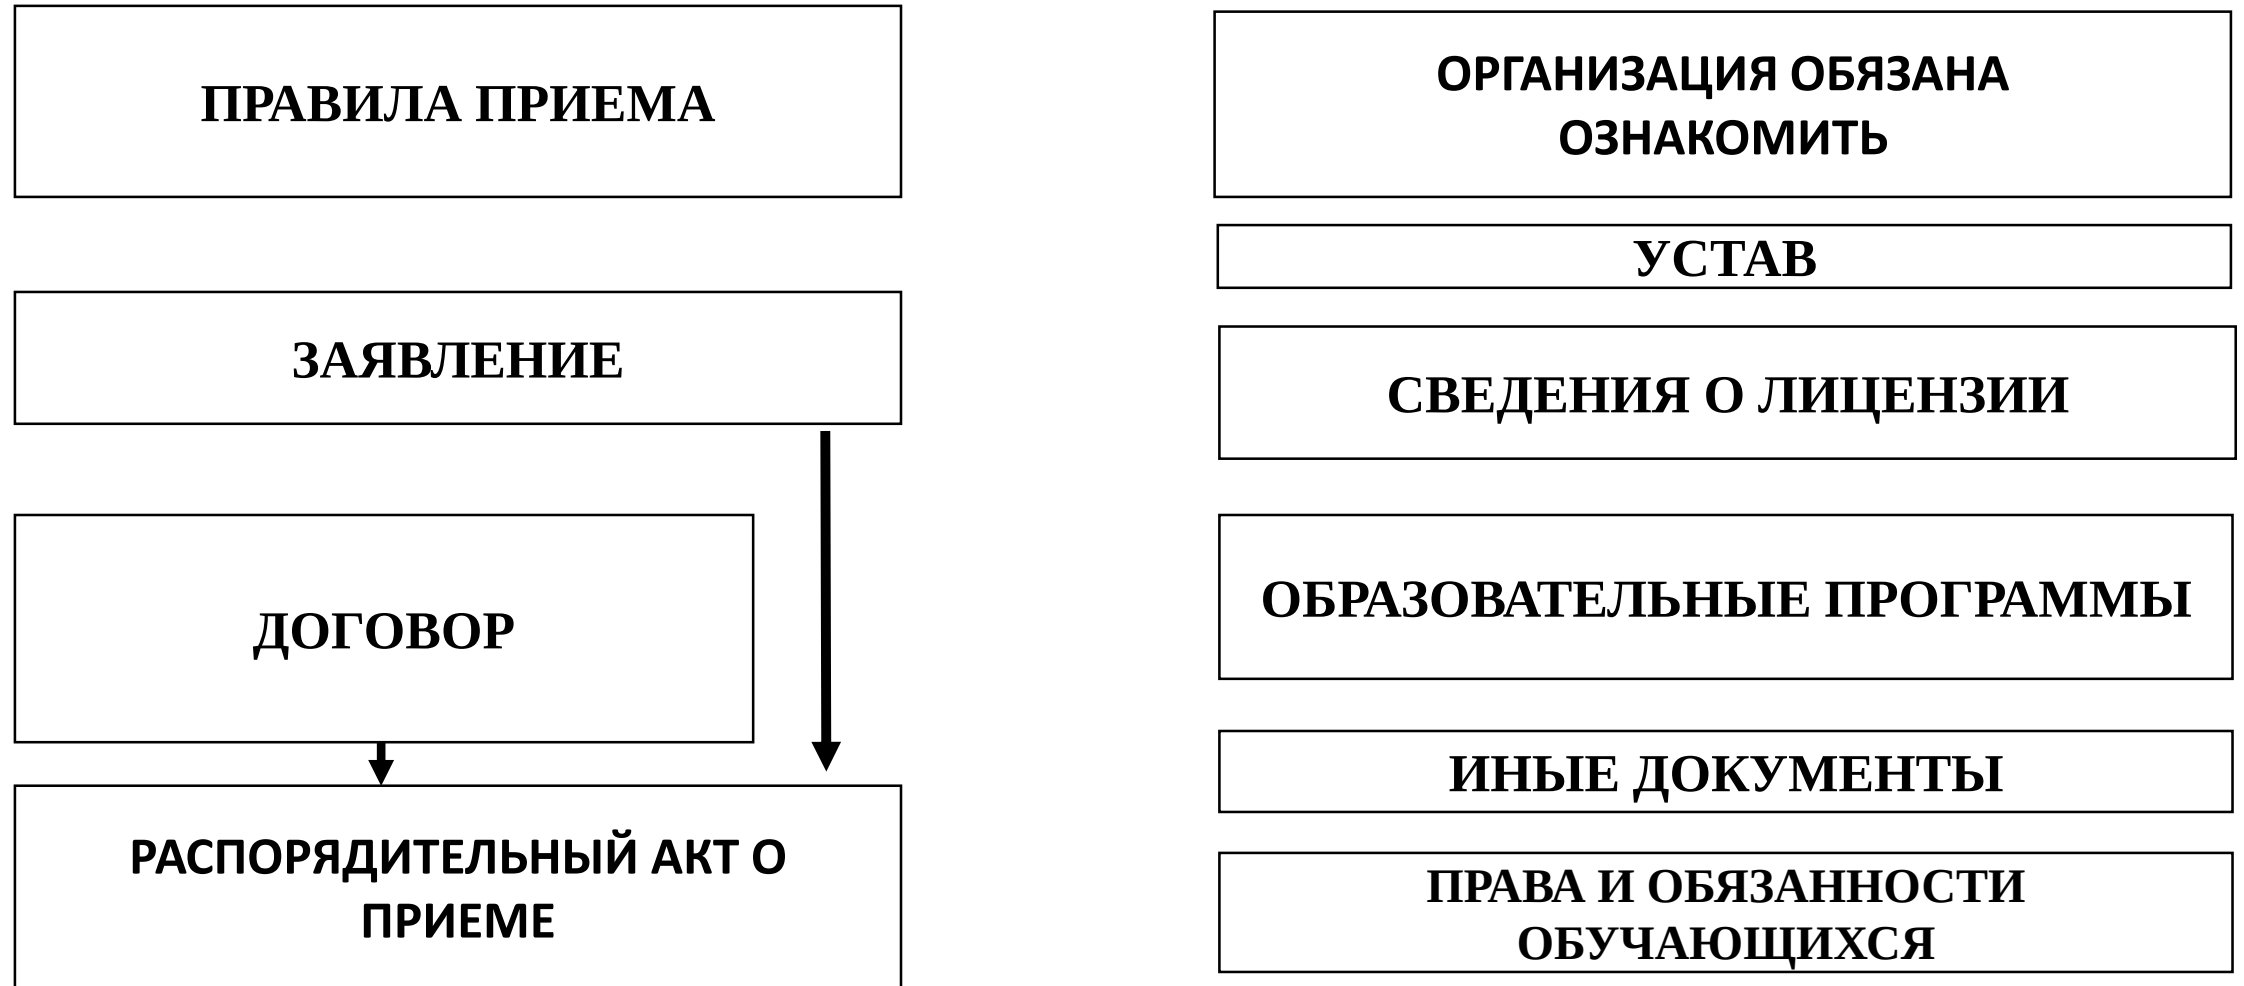 ПРАВИЛА ПРИЕМА
ЗАЯВЛЕНИЕ
ДОГОВОР
РАСПОРЯДИТЕЛЬНЫЙ АКТ О
ПРИЕМЕ
ОРГАНИЗАЦИЯ ОБЯЗАНА
ОЗНАКОМИТЬ
УСТАВ
СВЕДЕНИЯ О ЛИЦЕНЗИИ
ОБРАЗОВАТЕЛЬНЫЕ ПРОГРАММЫ
ИНЫЕ ДОКУМЕНТЫ
ПРАВА И ОБЯЗАННОСТИ
ОБУЧАЮЩИХСЯ